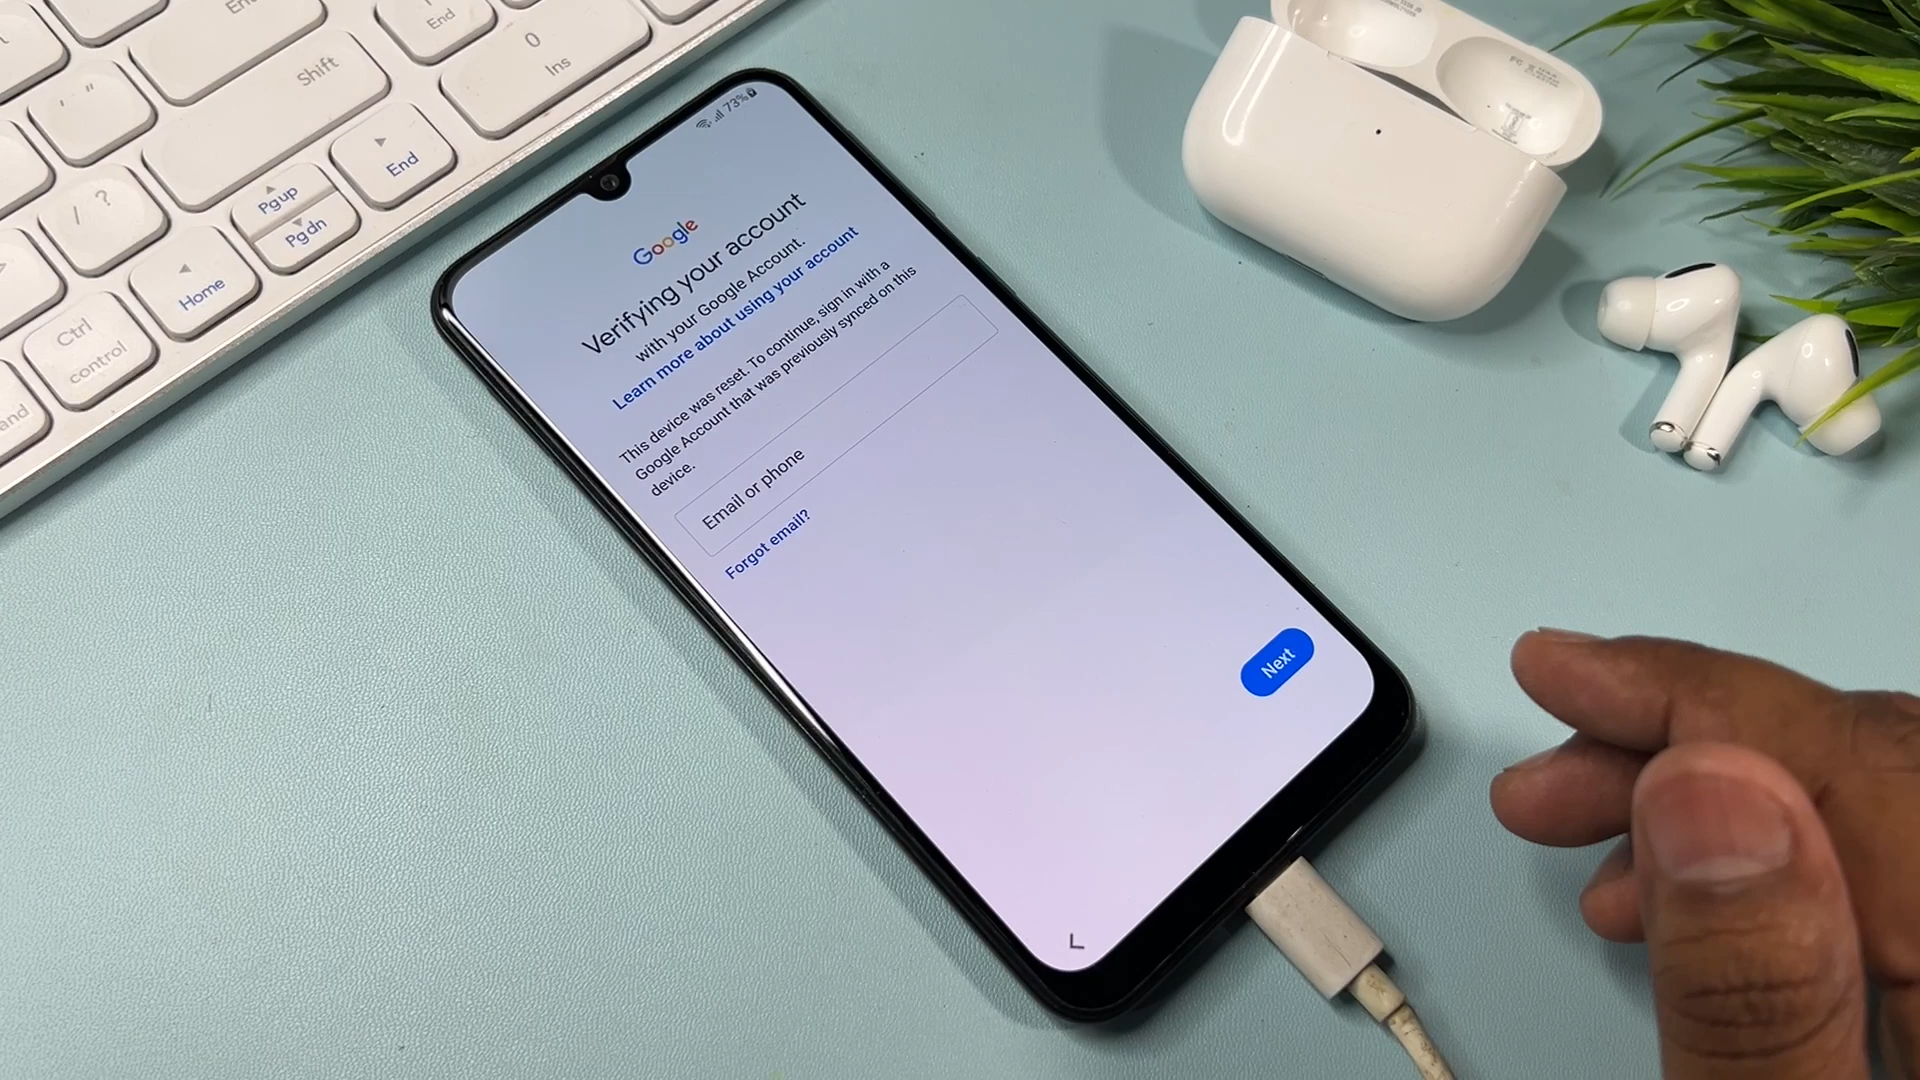 End
0
Ins
Shift
' "
/ ?
Pgup
Pgdn
End
Home
Ctrl
control
73%
Google
Verifying your account
with your Google Account.
Learn more about using your account
This device was reset. To continue, sign in with a
Google Account that was previously synced on this
device.
Email or phone
Forgot email?
Next